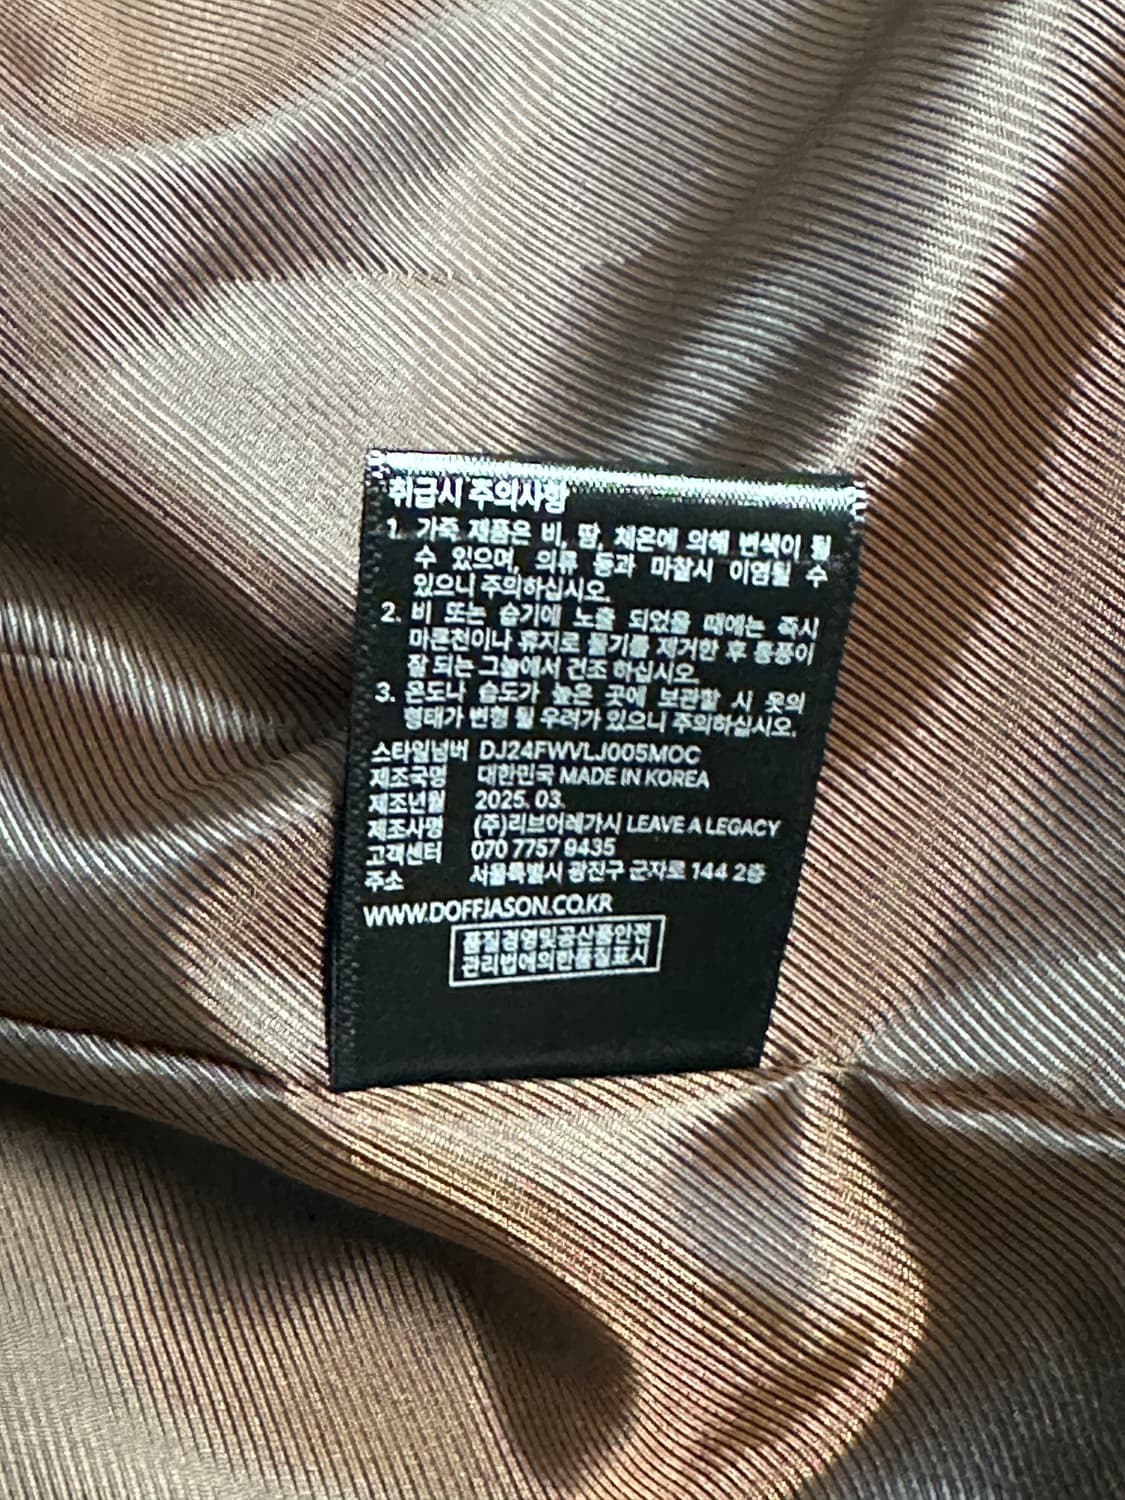 취급시 주의사항
1. 가죽 제품은 비, 땀, 체온에 의해 변색이 될
수 있으며, 의류 등과 마찰시 이염될 수
있으니 주의하십시오.
2. 비 또는 습기에 노출 되었을 때에는 즉시
마른천이나 휴지로 물기를 제거한 후 통풍이
잘 되는 그늘에서 건조 하십시오.
3. 온도나 습도가 높은 곳에 보관할 시 옷의
형태가 변형 될 우려가 있으니 주의하십시오.
스타일넘버 DJ24FWVLJ005MOC
제조국명 대한민국 MADE IN KOREA
제조년월 2025. 03.
제조사명 (주)리브어레가시 LEAVE A LEGACY
고객센터 070 7757 9435
주소 서울특별시 광진구 군자로 144 2층
WWW.DOFFJASON.CO.KR
품질경영및공산품안전
관리법에의한품질표시